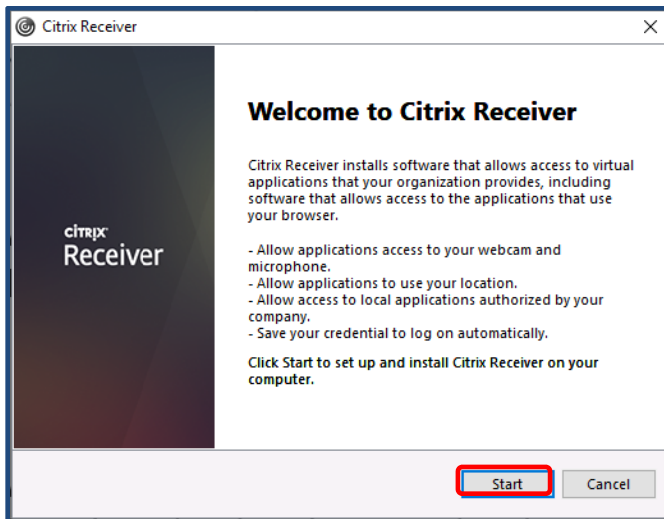 Citrix Receiver
Welcome to Citrix Receiver
Citrix Receiver installs software that allows access to virtual
applications that your organization provides, including
software that allows access to the applications that use
your browser.
CİTRIX
Receiver
- Allow applications access to your webcam and
microphone.
- Allow applications to use your location.
- Allow access to local applications authorized by your
company.
- Save your credential to log on automatically.
Click Start to set up and install Citrix Receiver on your
computer.
Start
Cancel